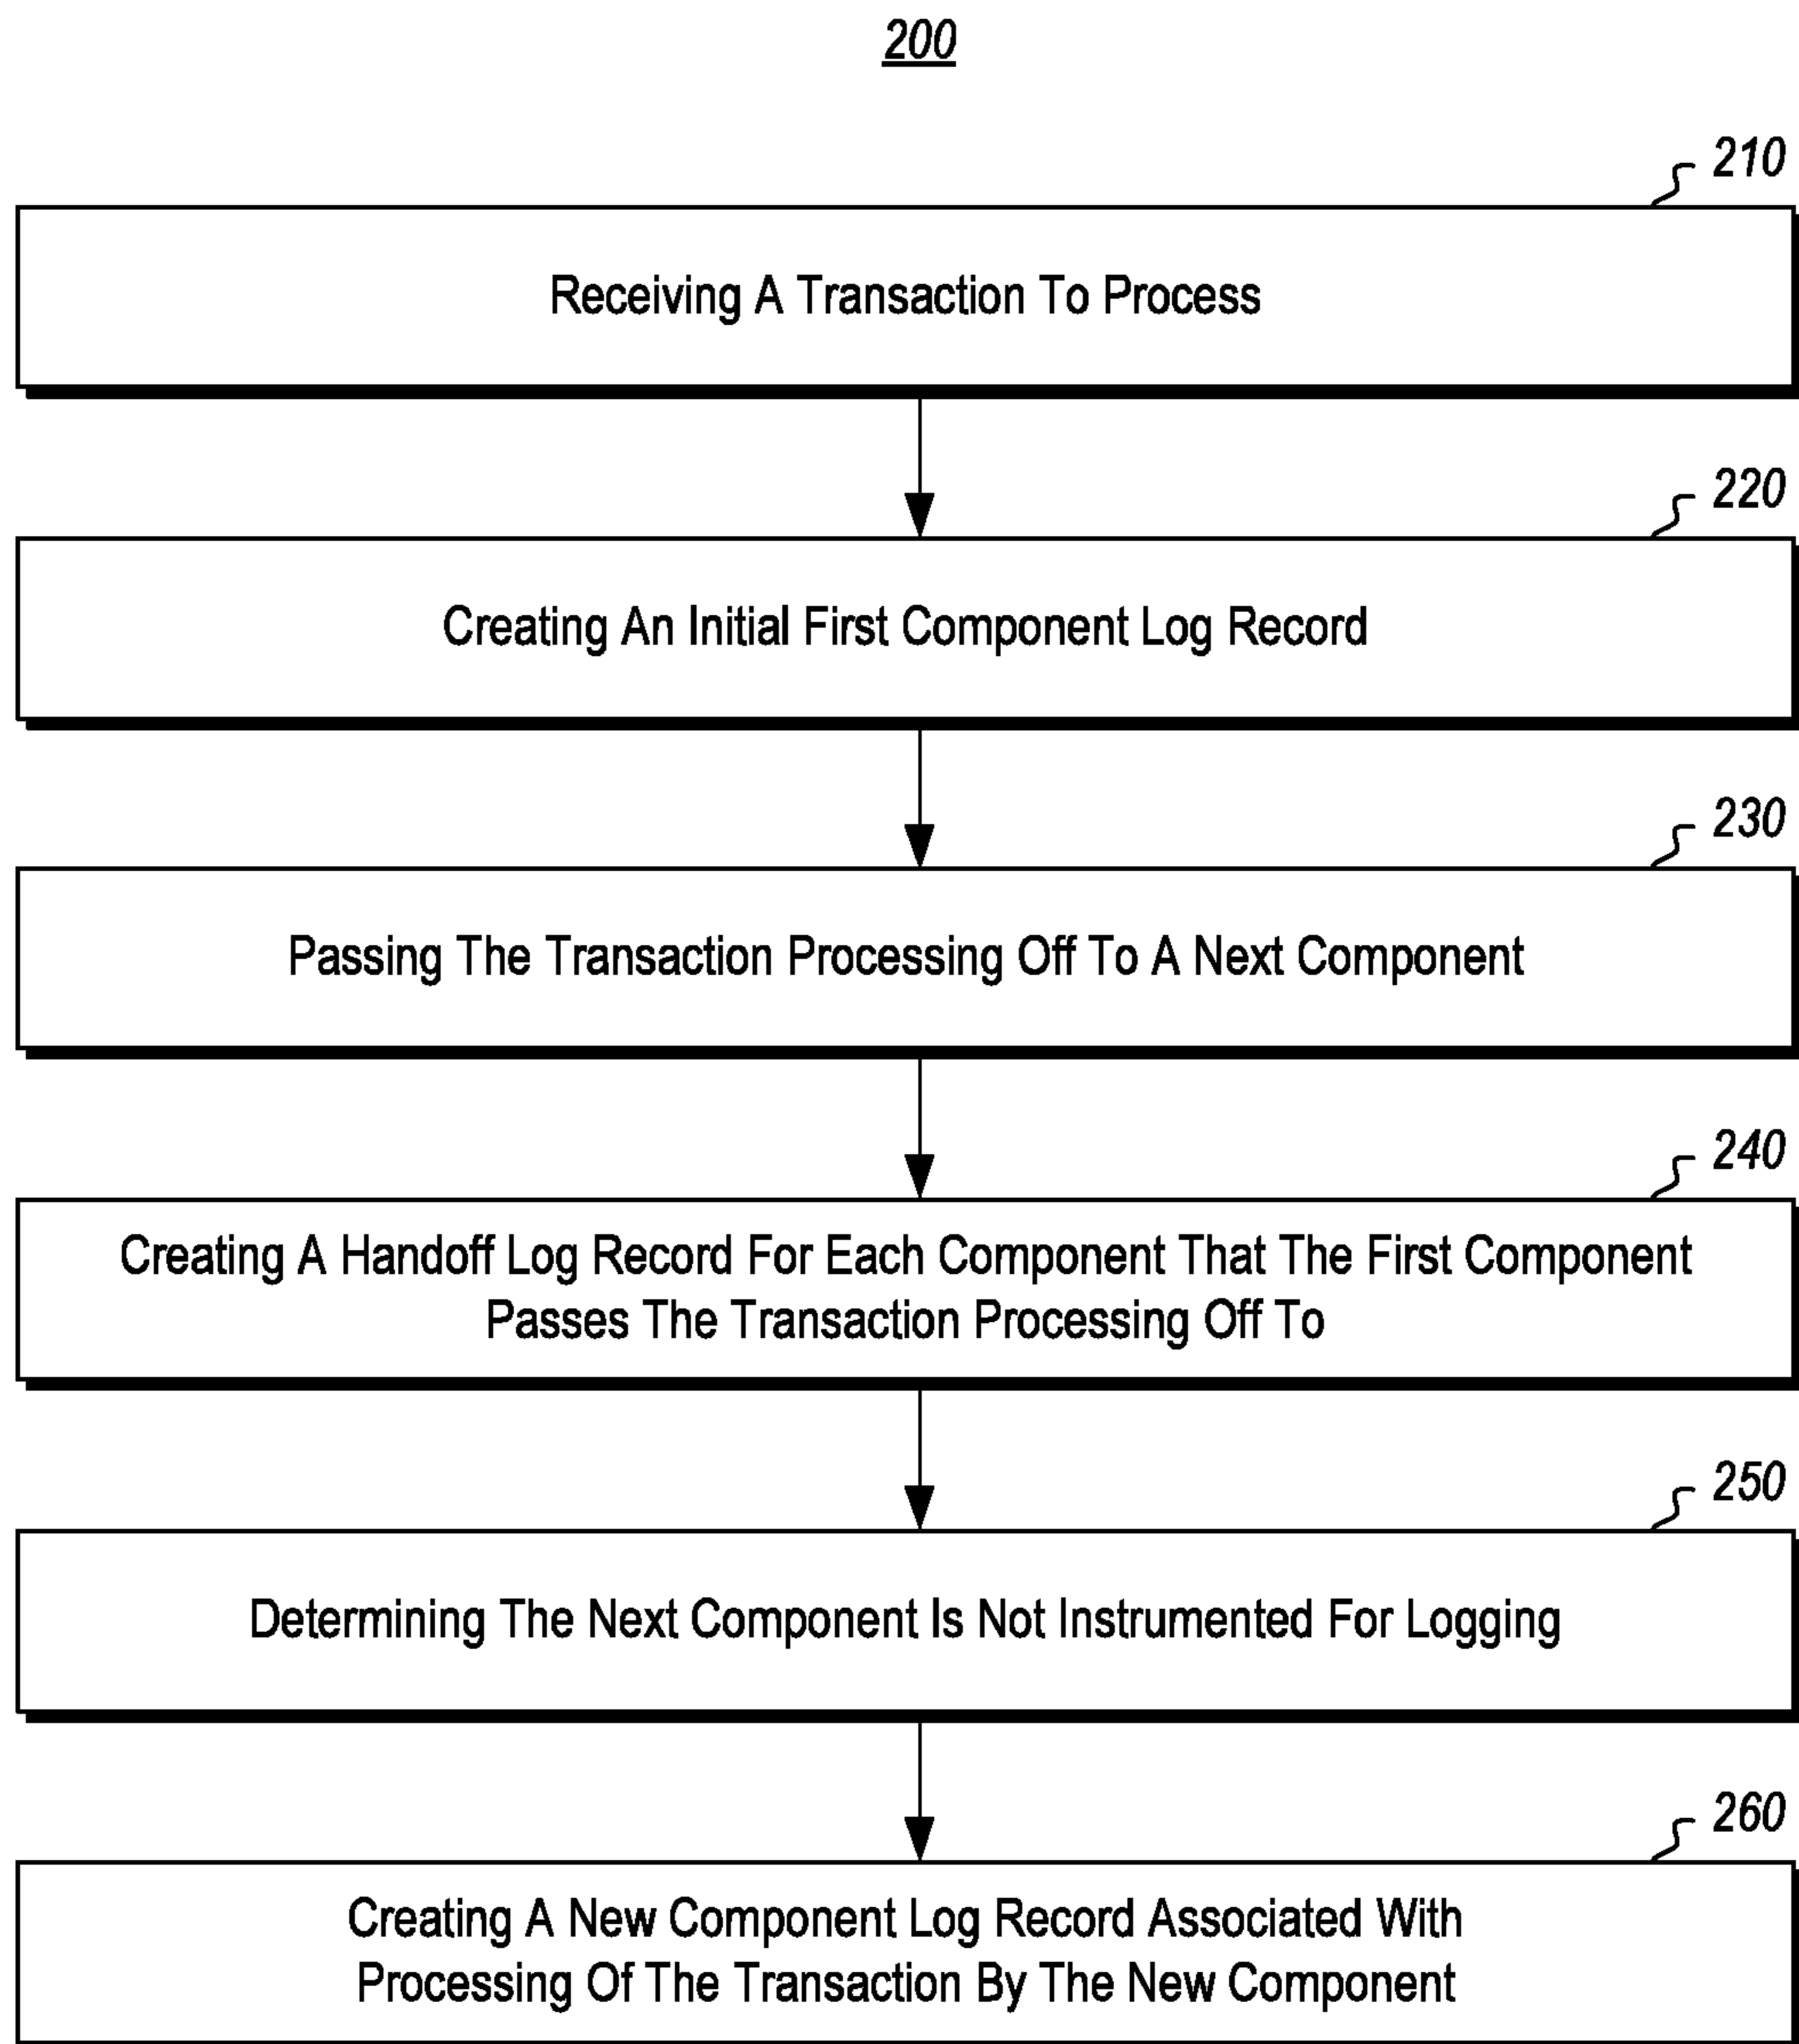 200
210
Receiving A Transaction To Process
220
Creating An Initial First Component Log Record
230
Passing The Transaction Processing Off To A Next Component
240
Creating A Handoff Log Record For Each Component That The First Component
Passes The Transaction Processing Off To
250
Determining The Next Component Is Not Instrumented For Logging
260
Creating A New Component Log Record Associated With
Processing Of The Transaction By The New Component